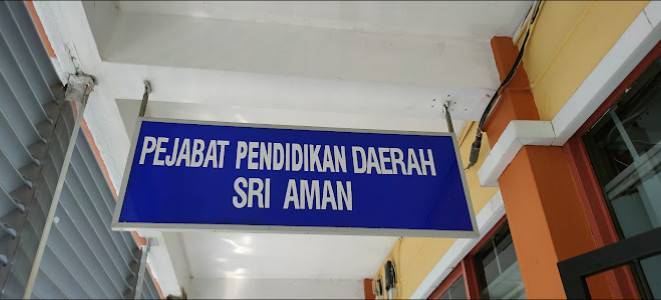 PEJABAT PENDIDIKAN DAERAH
SRI AMAN